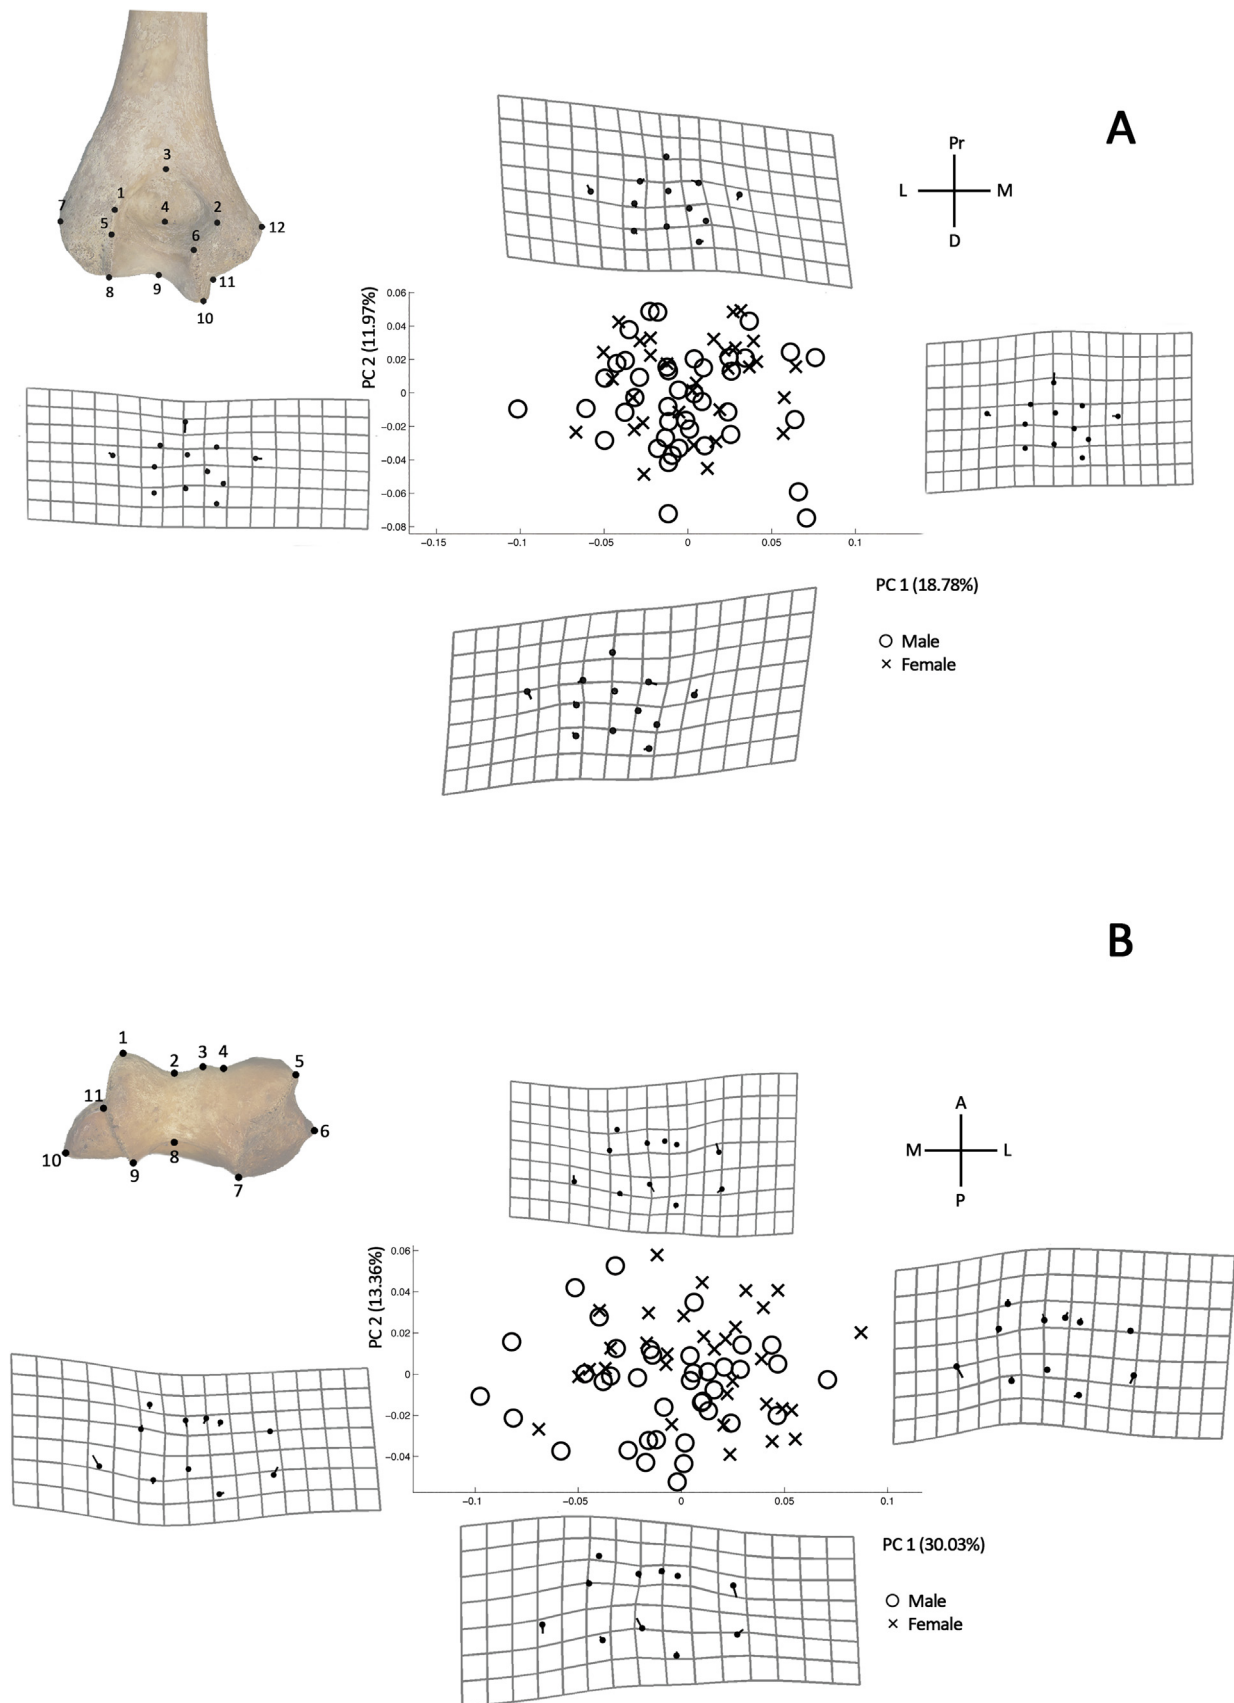 A
3
1
7
4
2
5
6
12
8
9
11
10
Pr
L M
D
PC 2 (11.97%)
0.06
0.04
0.02
0
−0.02
−0.04
−0.06
−0.08
−0.15 −0.1 −0.05 0 0.05 0.1
PC 1 (18.78%)
Male
Female
B
1
2
3
4
5
11
6
10
9
8
7
A
M L
P
PC 2 (13.36%)
0.06
0.04
0.02
0
−0.02
−0.04
−0.1 −0.05 0 0.05 0.1
PC 1 (30.03%)
Male
Female